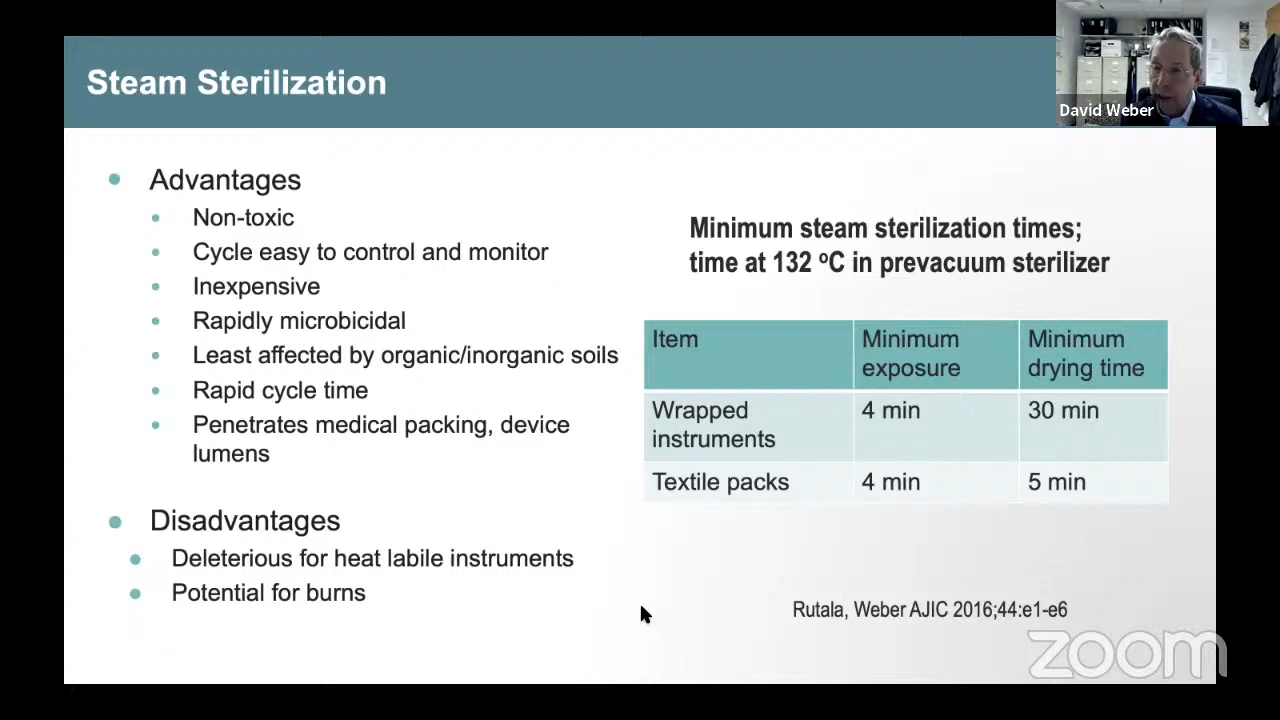 Steam Sterilization
David Weber
Advantages
Non-toxic
Cycle easy to control and monitor
Inexpensive
Rapidly microbicidal
Least affected by organic/inorganic soils
Rapid cycle time
Penetrates medical packing, device
lumens
Disadvantages
Deleterious for heat labile instruments
Potential for burns
Minimum steam sterilization times;
time at 132 ºC in prevacuum sterilizer
Item Minimum exposure Minimum drying time
Wrapped instruments 4 min 30 min
Textile packs 4 min 5 min
Rutala, Weber AJIC 2016;44:e1-e6
zoom